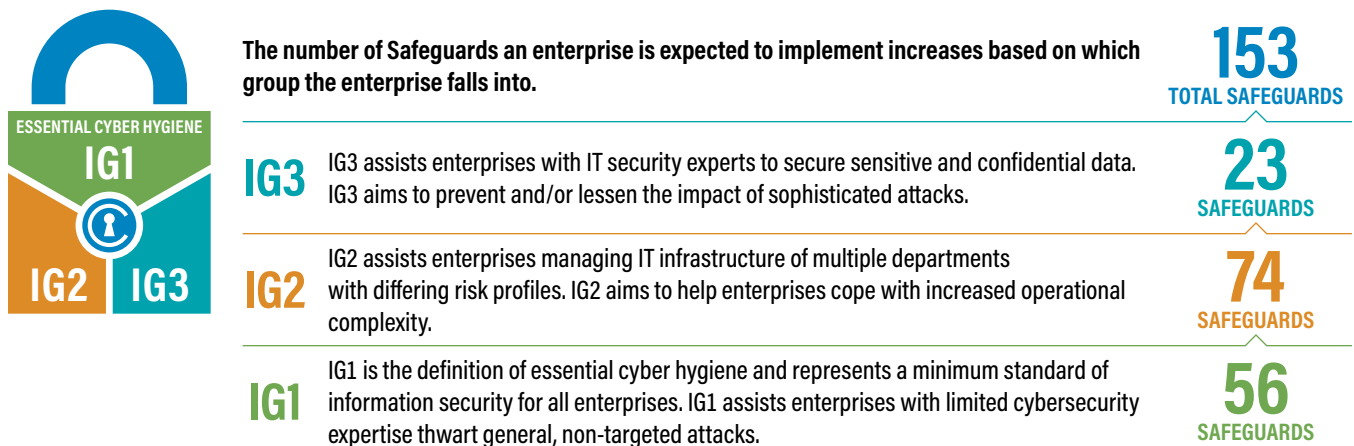 ESSENTIAL CYBER HYGIENE
IG1
IG2
IG3
The number of Safeguards an enterprise is expected to implement increases based on which
group the enterprise falls into.
153
TOTAL SAFEGUARDS
IG3
IG3 assists enterprises with IT security experts to secure sensitive and confidential data.
IG3 aims to prevent and/or lessen the impact of sophisticated attacks.
23
SAFEGUARDS
IG2
IG2 assists enterprises managing IT infrastructure of multiple departments
with differing risk profiles. IG2 aims to help enterprises cope with increased operational
complexity.
74
SAFEGUARDS
IG1
IG1 is the definition of essential cyber hygiene and represents a minimum standard of
information security for all enterprises. IG1 assists enterprises with limited cybersecurity
expertise thwart general, non-targeted attacks.
56
SAFEGUARDS